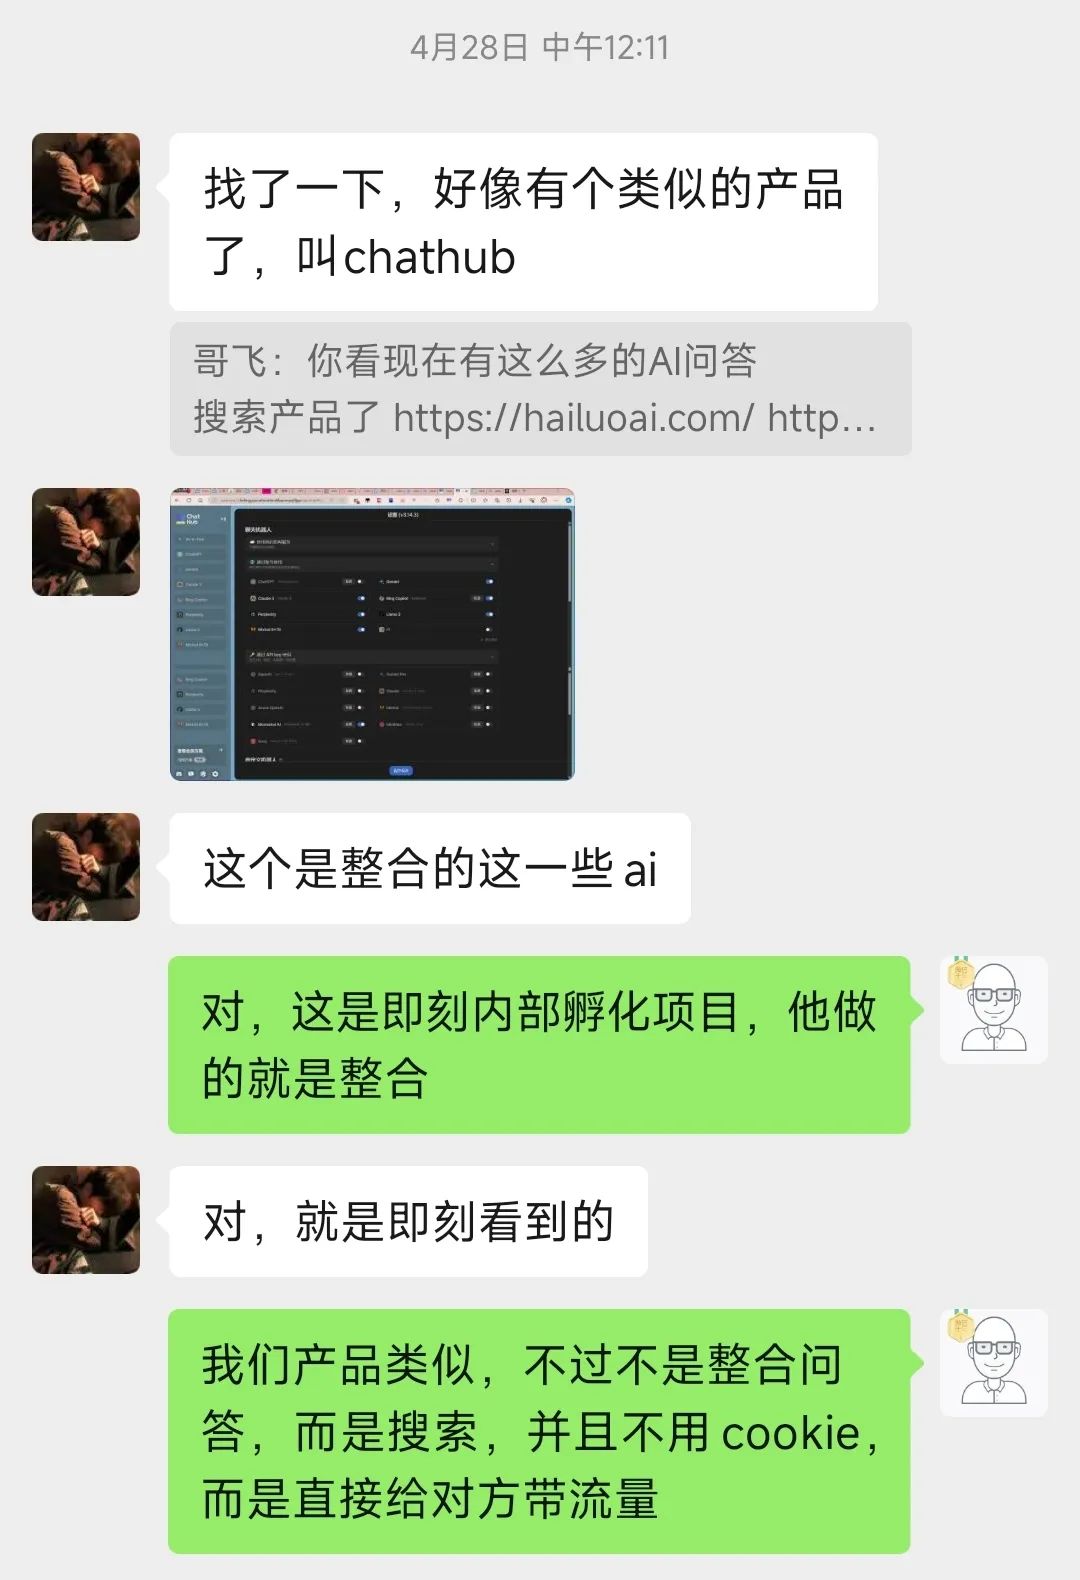 4月28日 中午12:11
找了一下，好像有个类似的产品
了，叫chathub
哥飞：你看现在有这么多的AI问答
搜索产品了 https://hailuoai.com/ http...
Chat
Hub
这个是整合的这一些 ai
对，这是即刻内部孵化项目，他做
的就是整合
对，就是即刻看到的
我们产品类似，不过不是整合问
答，而是搜索，并且不用 cookie，
而是直接给对方带流量